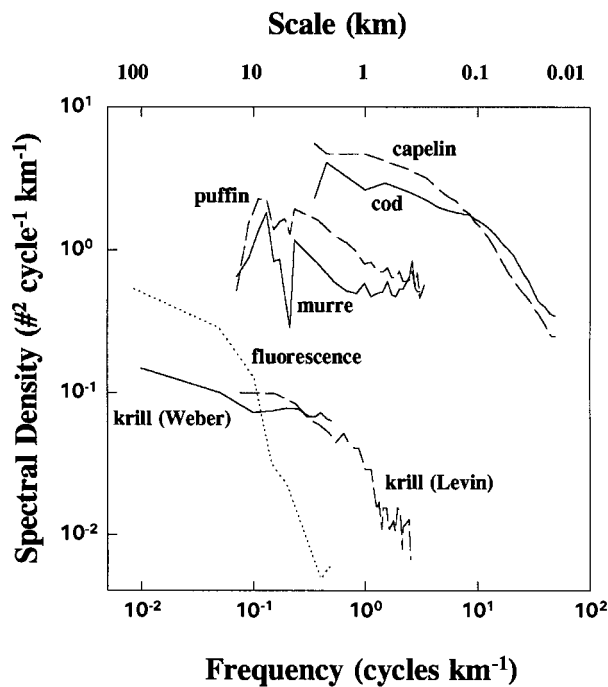 Scale (km)
100 10 1 0.1 0.01
10¹
capelin
puffin
cod
10⁰
murre
fluorescence
10⁻¹
krill (Weber)
krill (Levin)
10⁻²
Spectral Density (#² cycle⁻¹ km⁻¹)
10⁻² 10⁻¹ 10⁰ 10¹ 10²
Frequency (cycles km⁻¹)